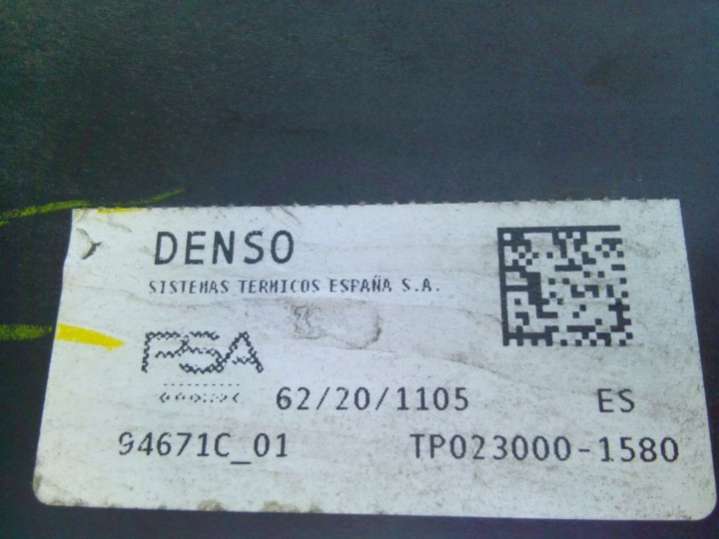 DENSO
SISTEMAS TERMICOS ESPAÑA S.A.
PSA
62/20/1105 ES
94671C_01 TP023000-1580